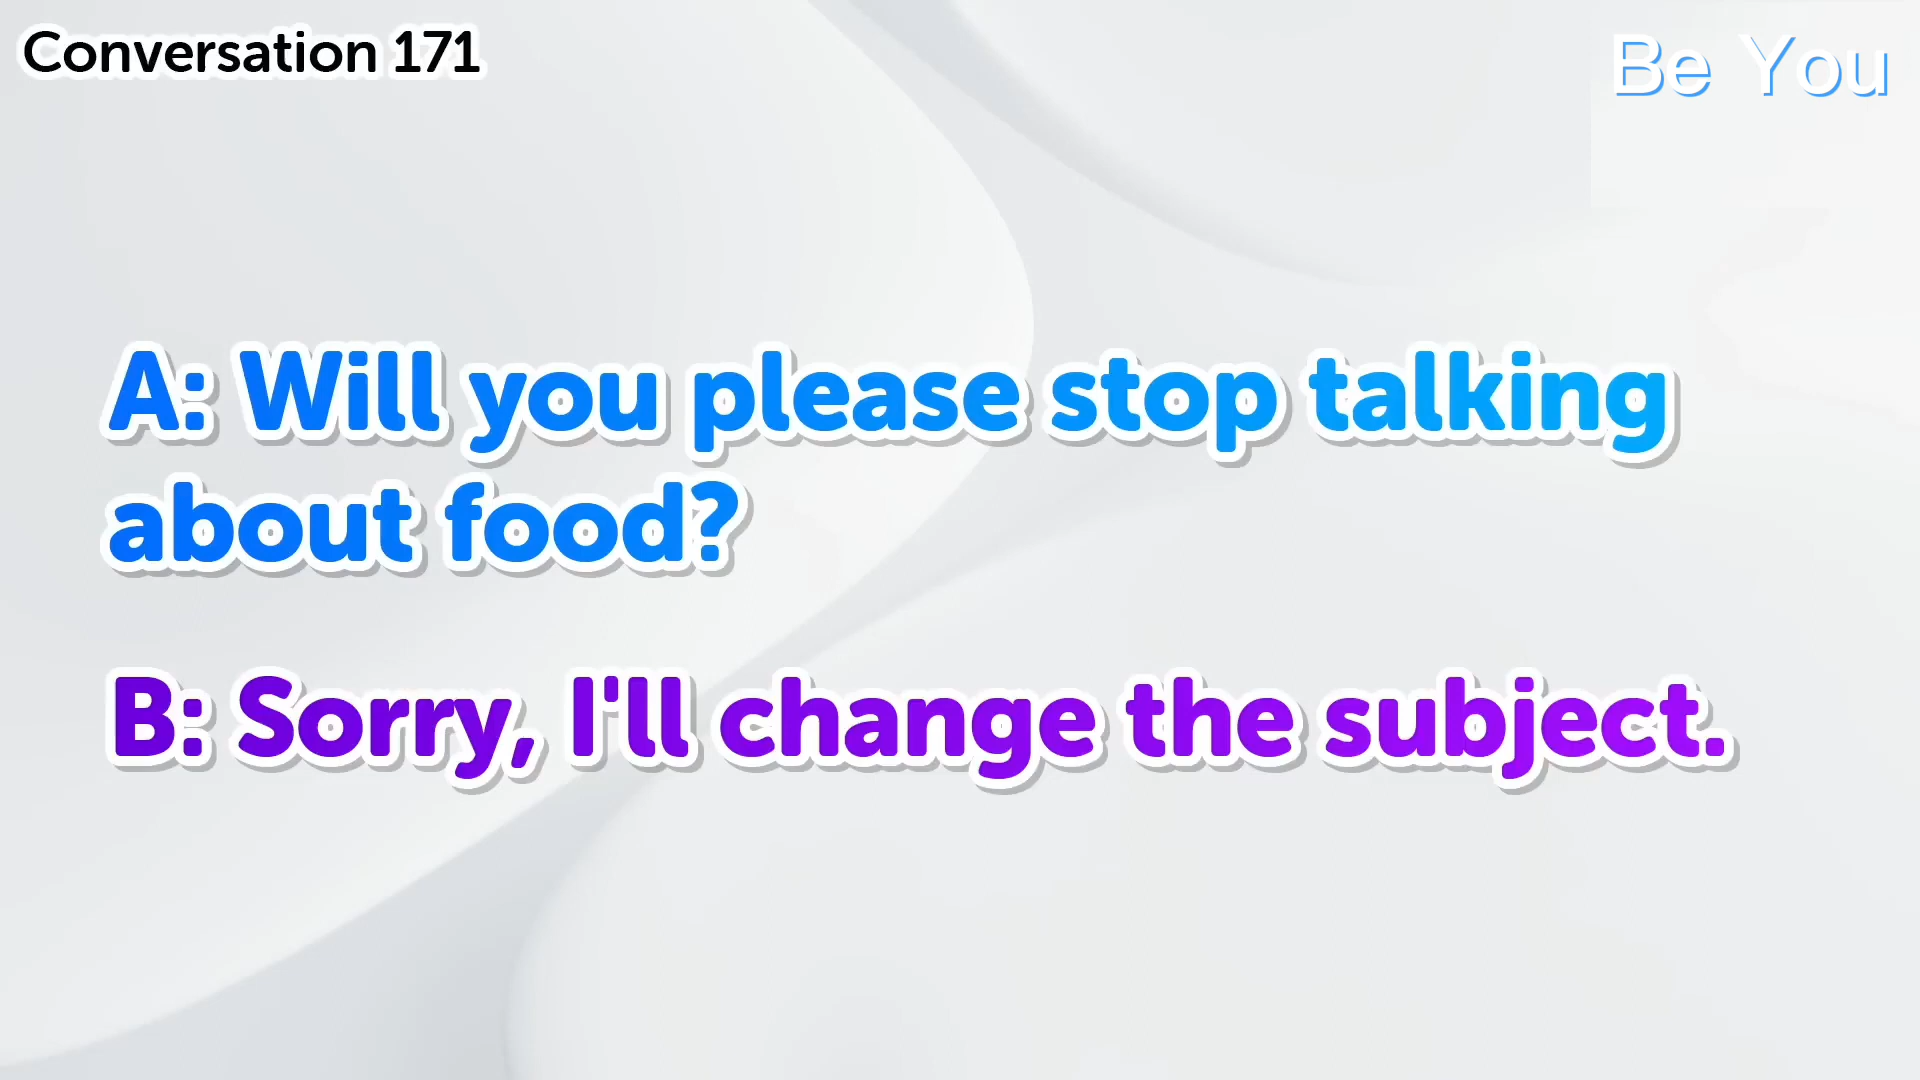 Conversation 171
Be You
A: Will you please stop talking
about food?
B: Sorry, I'll change the subject.